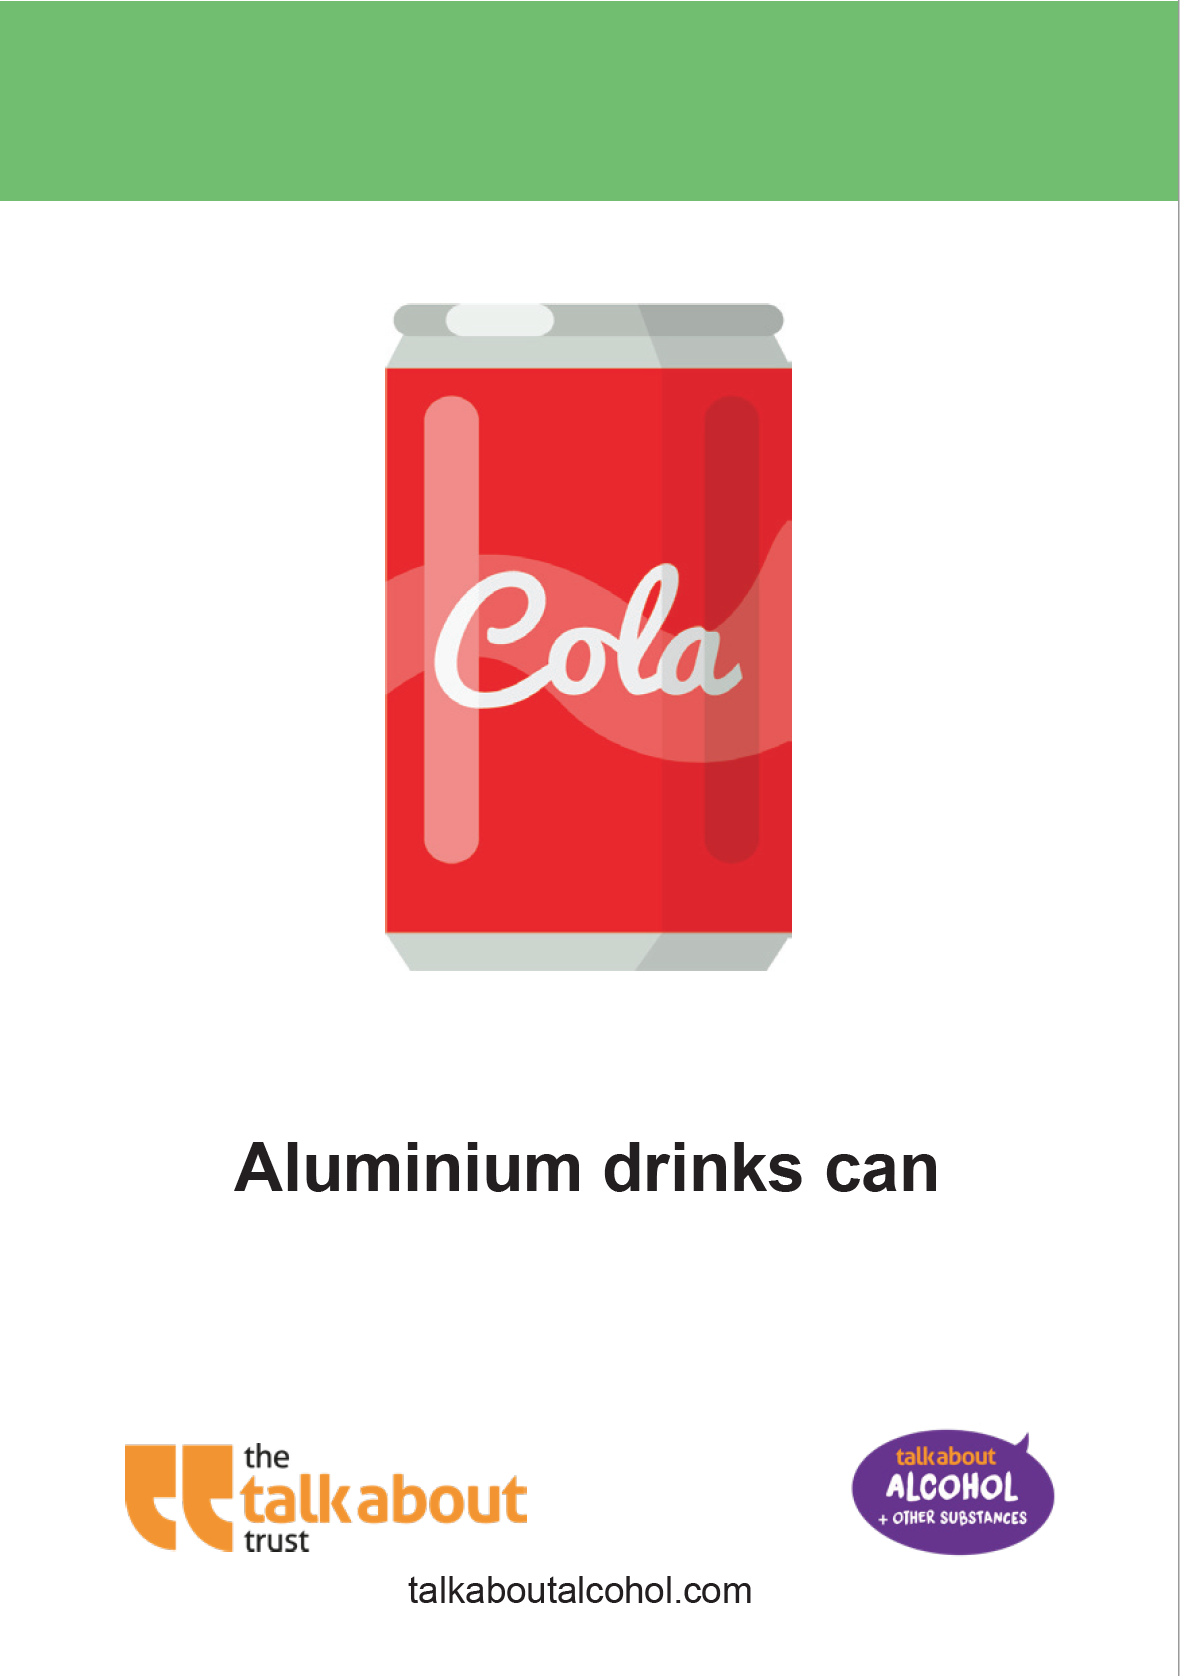 Cola
Aluminium drinks can
the
talkabout
trust
talkabout
ALCOHOL
+ OTHER SUBSTANCES
talkaboutalcohol.com